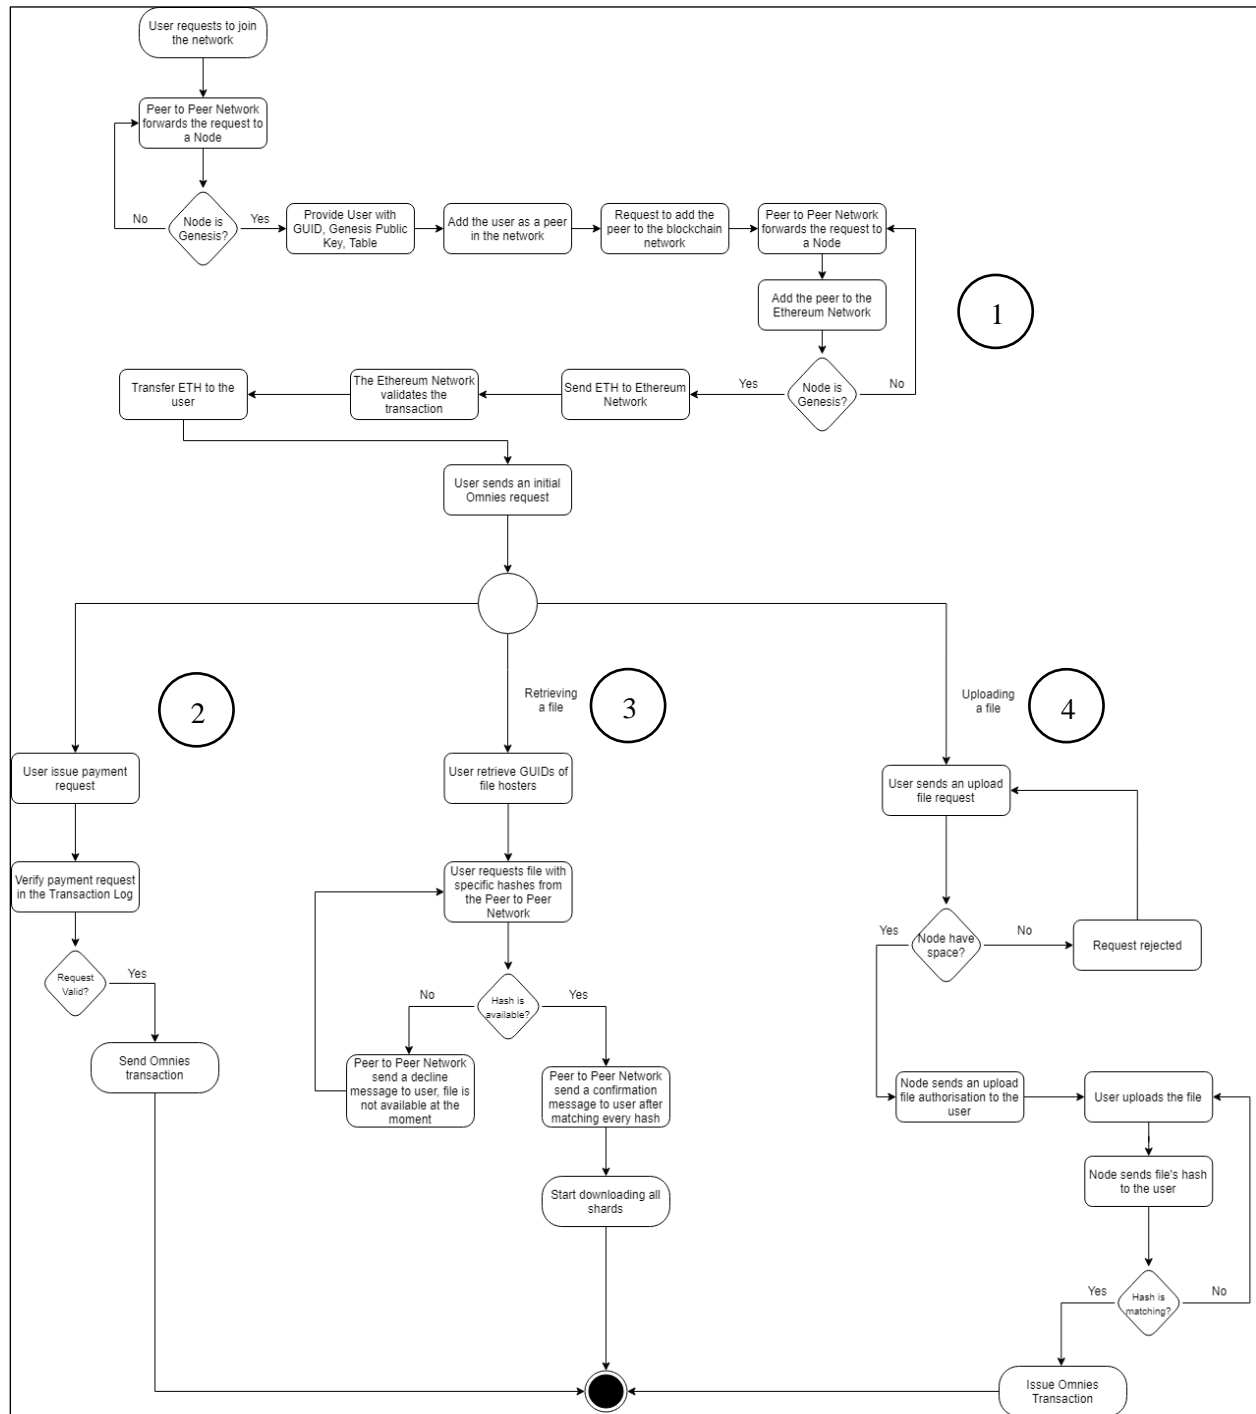 User requests to join
the network
Peer to Peer Network
forwards the request to
a Node
No
Node is
Genesis?
Yes
Provide User with
GUID, Genesis Public
Key, Table
Add the user as a peer
in the network
Request to add the
peer to the blockchain
network
Peer to Peer Network
forwards the request to
a Node
Add the peer to the
Ethereum Network
1
Transfer ETH to the
user
The Ethereum Network
validates the
transaction
Send ETH to Ethereum
Network
Yes
Node is
Genesis?
No
User sends an initial
Omnies request
2
Retrieving
a file
3
Uploading
a file
4
User issue payment
request
Verify payment request
in the Transaction Log
Request
Valid?
Yes
Send Omnies
transaction
User retrieve GUIDs of
file hosters
User requests file with
specific hashes from
the Peer to Peer
Network
No
Hash is
available?
Yes
Peer to Peer Network
send a decline
message to user, file is
not available at the
moment
Peer to Peer Network
send a confirmation
message to user after
matching every hash
Start downloading all
shards
User sends an upload
file request
Yes
Node have
space?
No
Request rejected
Node sends an upload
file authorisation to the
user
User uploads the file
Node sends file's hash
to the user
Yes
Hash is
matching?
No
Issue Omnies
Transaction